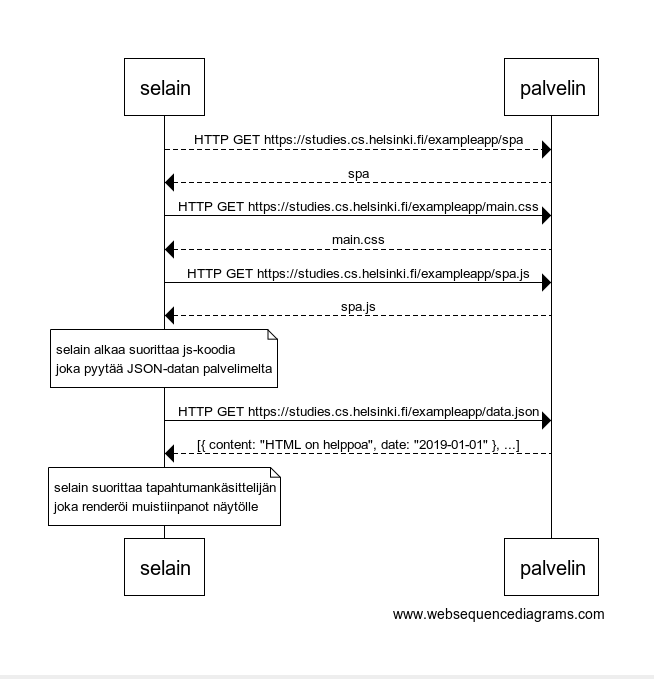 selain palvelin
HTTP GET https://studies.cs.helsinki.fi/exampleapp/spa
spa
HTTP GET https://studies.cs.helsinki.fi/exampleapp/main.css
main.css
HTTP GET https://studies.cs.helsinki.fi/exampleapp/spa.js
spa.js
selain alkaa suorittaa js-koodia
joka pyytää JSON-datan palvelimelta
HTTP GET https://studies.cs.helsinki.fi/exampleapp/data.json
[{ content: "HTML on helppoa", date: "2019-01-01" }, ...]
selain suorittaa tapahtumankäsittelijän
joka renderöi muistiinpanot näytölle
selain palvelin
www.websequencediagrams.com